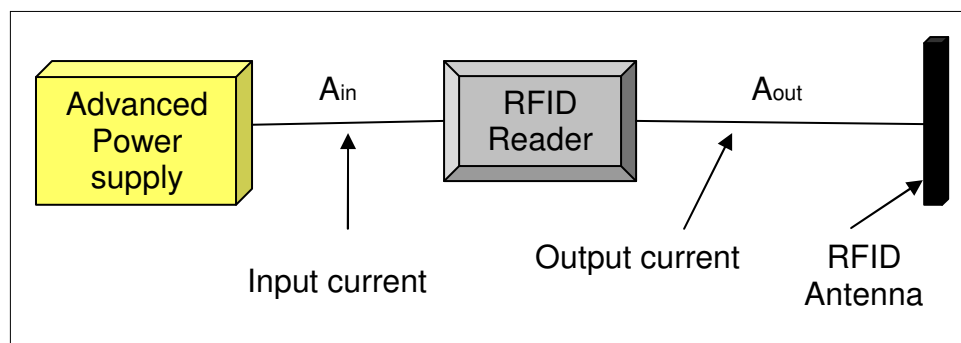 Advanced
Power
supply
Ain
RFID
Reader
Aout
Input current
Output current
RFID
Antenna